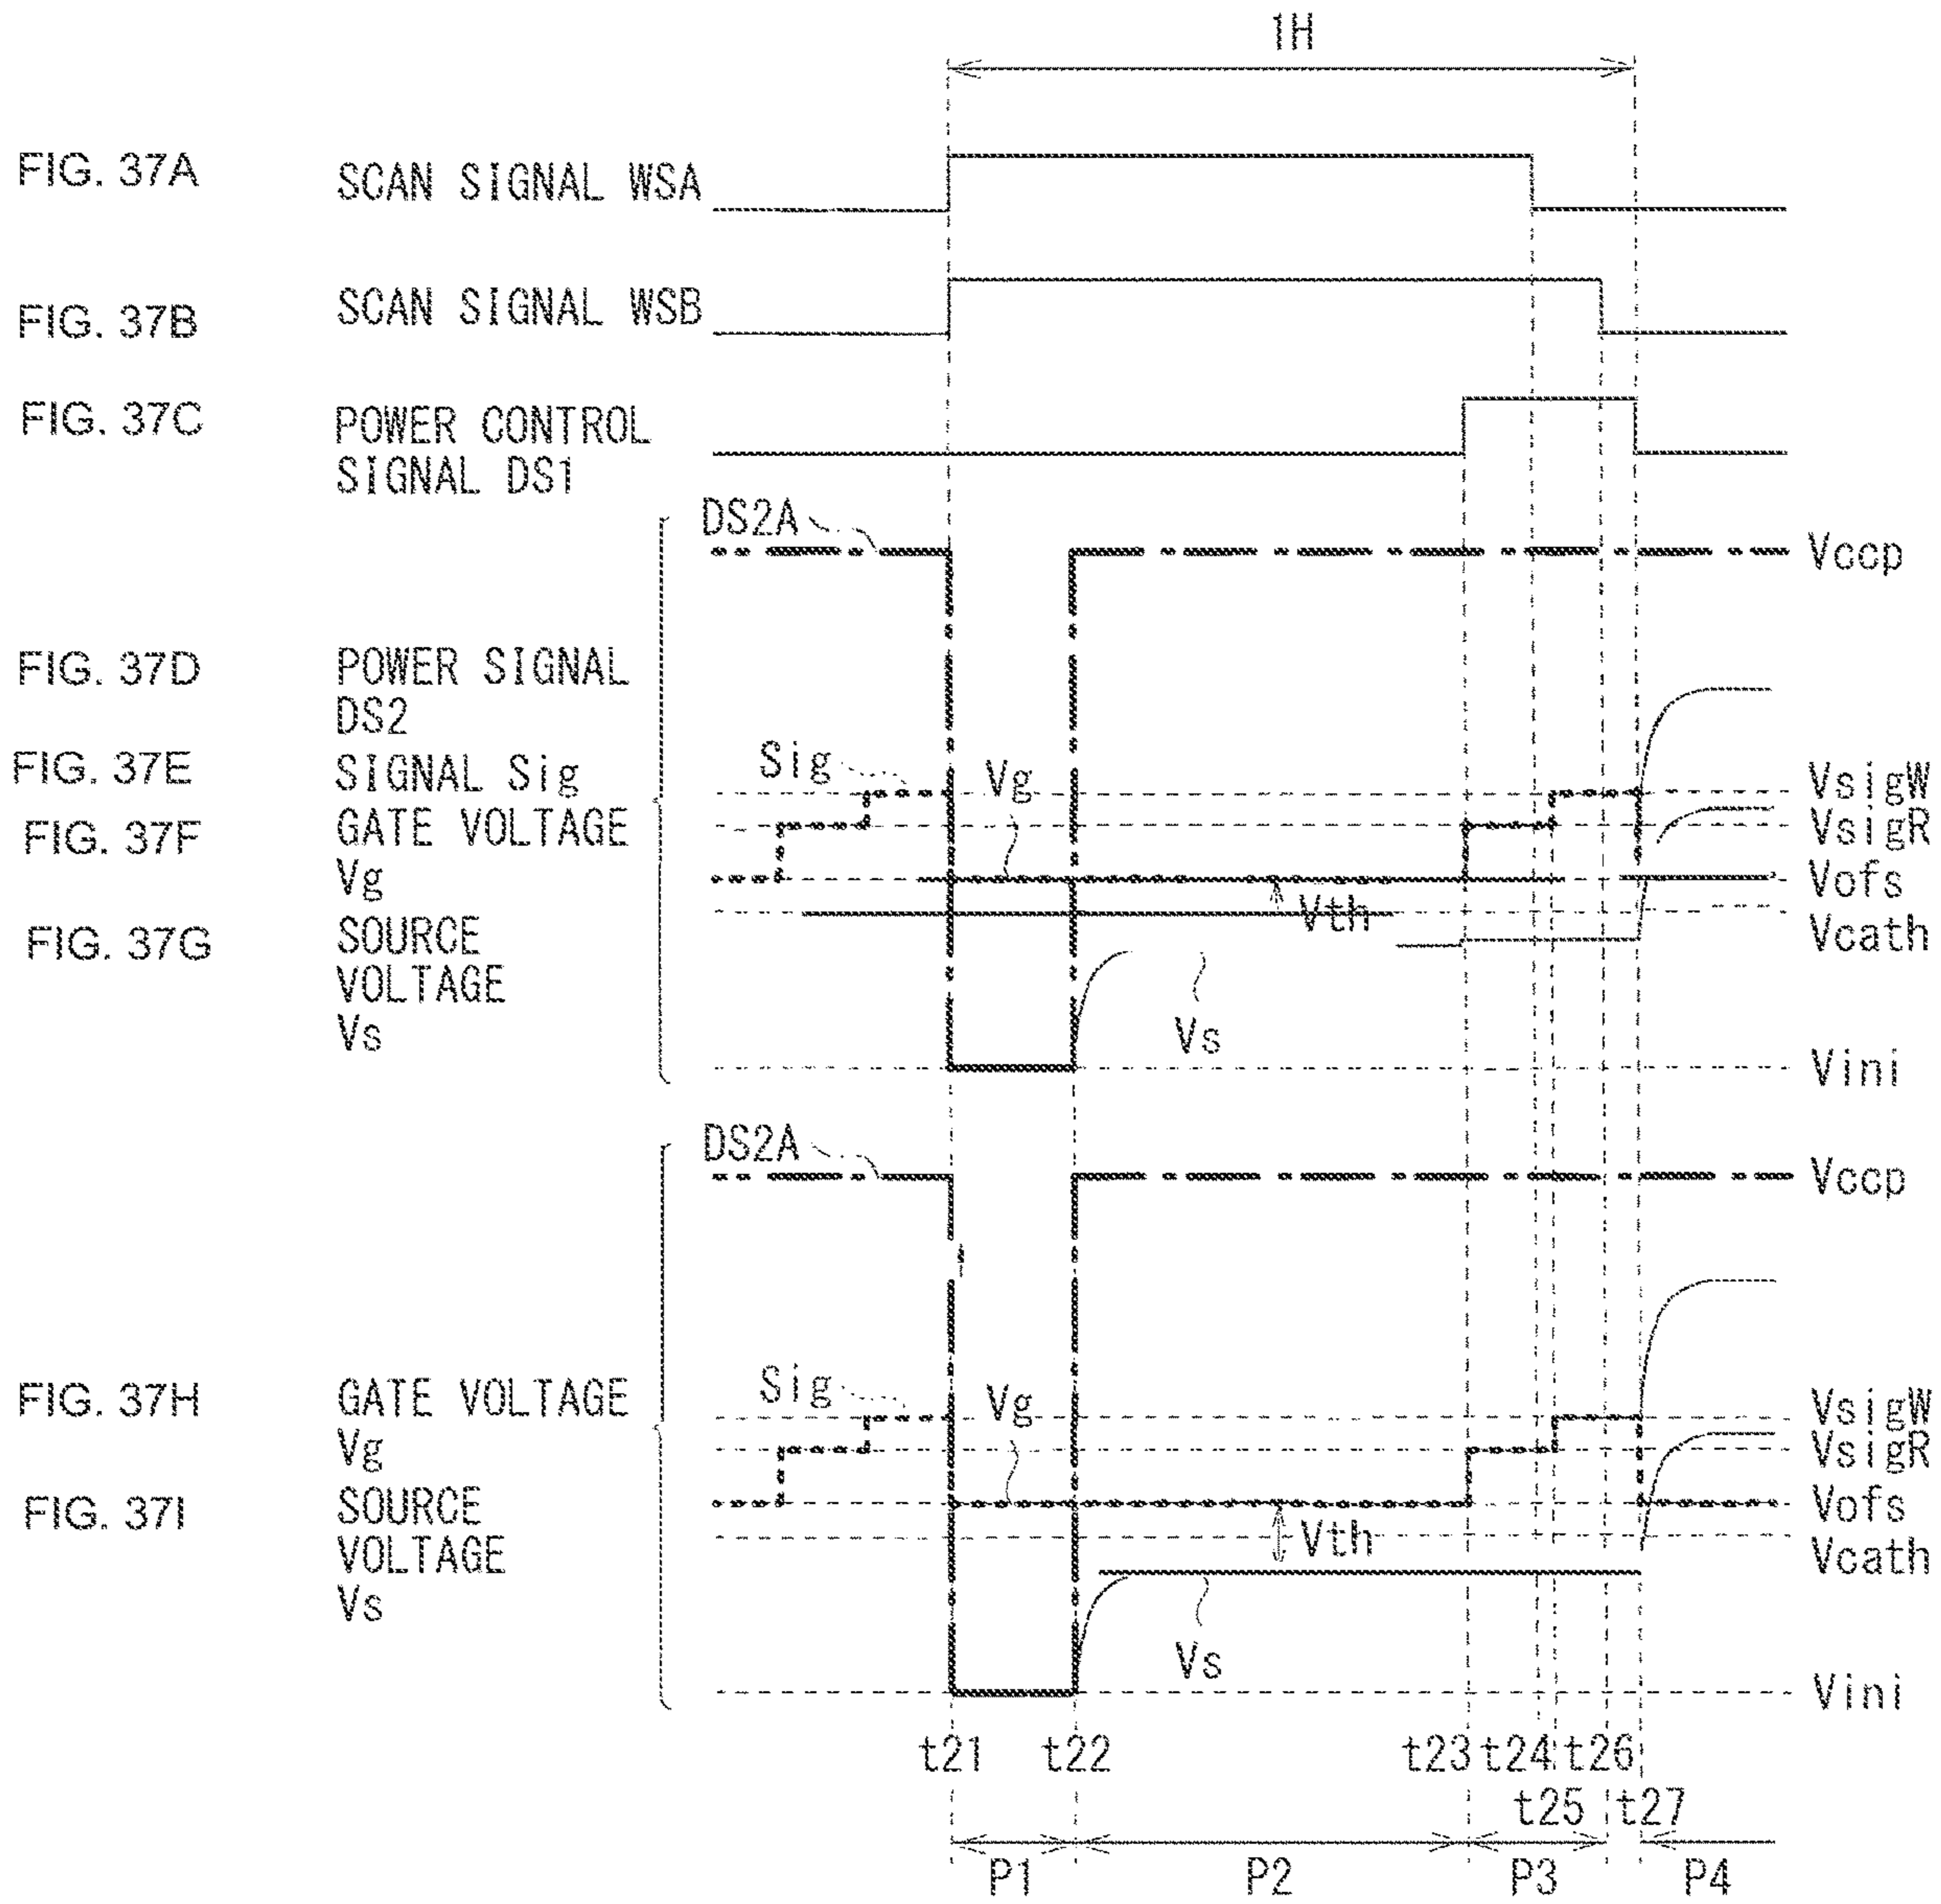 1H
FIG. 37A
SCAN SIGNAL WSA
FIG. 37B
SCAN SIGNAL WSB
FIG. 37C
POWER CONTROL
SIGNAL DS1
DS2A
Vccp
FIG. 37D
POWER SIGNAL
DS2
FIG. 37E
SIGNAL Sig
Sig
Vg
VsigW
FIG. 37F
GATE VOLTAGE
Vg
VsigR
Vofs
Vth
FIG. 37G
SOURCE
VOLTAGE
Vs
Vcath
Vs
Vini
DS2A
Vccp
FIG. 37H
GATE VOLTAGE
Vg
Sig
Vg
VsigW
VsigR
FIG. 37I
SOURCE
VOLTAGE
Vs
Vofs
Vth
Vcath
Vs
Vini
t21 t22 t23 t24 t26
t25 t27
P1 P2 P3 P4